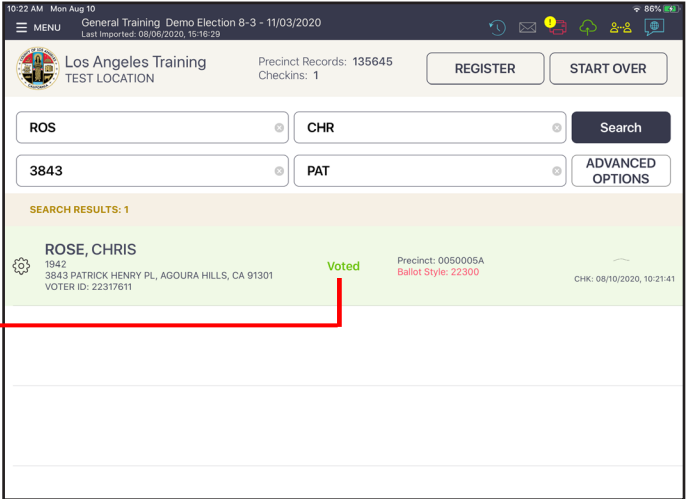 10:22 AM Mon Aug 10 86%
MENU General Training Demo Election 8-3 - 11/03/2020
Last Imported: 08/06/2020, 15:16:29
Los Angeles Training
TEST LOCATION
Precinct Records: 135645
Checkins: 1
REGISTER
START OVER
ROS
CHR
Search
3843
PAT
ADVANCED
OPTIONS
SEARCH RESULTS: 1
ROSE, CHRIS
1942
3843 PATRICK HENRY PL, AGOURA HILLS, CA 91301
VOTER ID: 22317611
Voted
Precinct: 0050005A
Ballot Style: 22300
CHK: 08/10/2020, 10:21:41